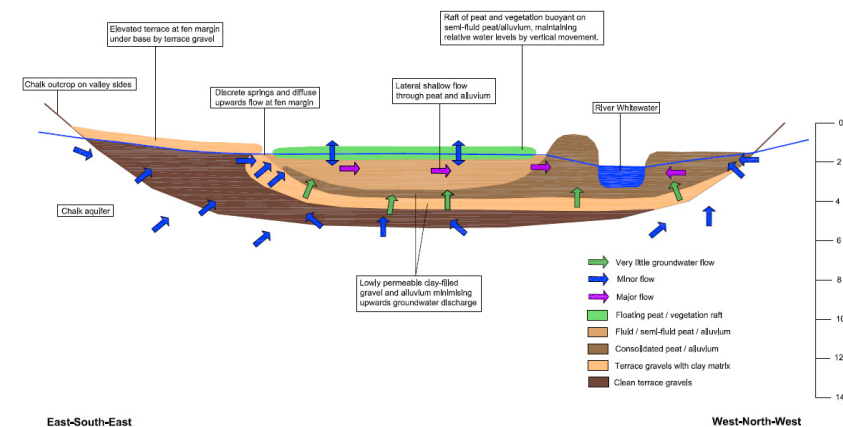 Elevated terrace at fen margin
under base by terrace gravel
Raft of peat and vegetation buoyant on
semi-fluid peat/alluvium, maintaining
relative water levels by vertical movement.
Chalk outcrop on valley sides
Discrete springs and diffuse
upwards flow at fen margin
Lateral shallow flow
through peat and alluvium
River Whitewater
Chalk aquifer
Lowly permeable clay-filled
gravel and alluvium minimising
upwards groundwater discharge
Very little groundwater flow
Minor flow
Major flow
Floating peat / vegetation raft
Fluid / semi-fluid peat / alluvium
Consolidated peat / alluvium
Terrace gravels with clay matrix
Clean terrace gravels
0
2
4
6
8
10
12
14
East-South-East
West-North-West